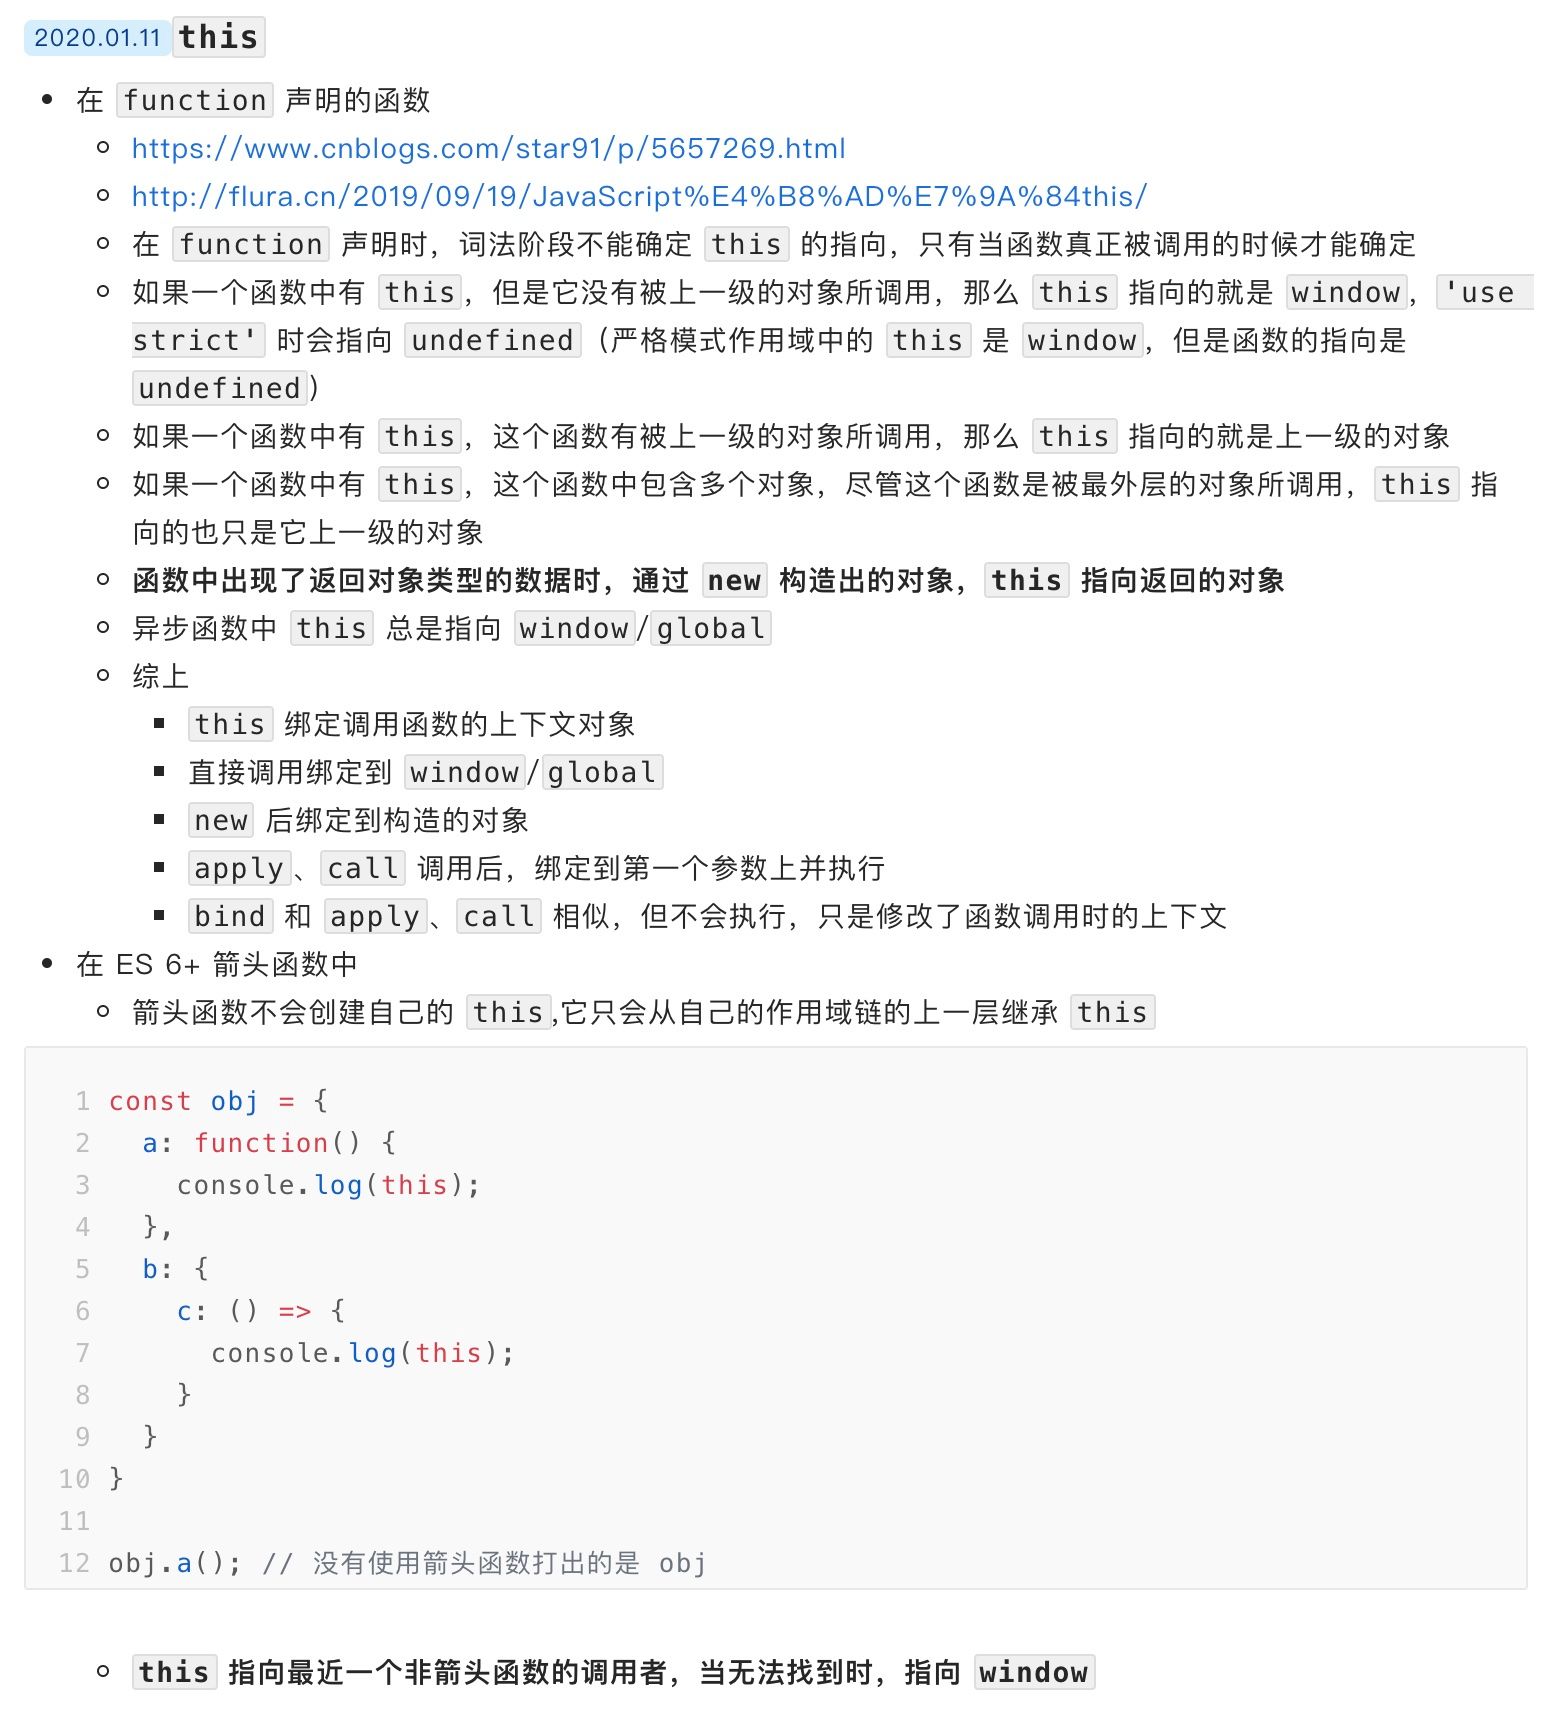 2020.01.11 this
在 function 声明的函数
https://www.cnblogs.com/star91/p/5657269.html
http://flura.cn/2019/09/19/JavaScript%E4%B8%AD%E7%9A%84this/
在 function 声明时，词法阶段不能确定 this 的指向，只有当函数真正被调用的时候才能确定
如果一个函数中有 this，但是它没有被上一级的对象所调用，那么 this 指向的就是 window，'use
strict' 时会指向 undefined（严格模式作用域中的 this 是 window，但是函数的指向是
undefined）
如果一个函数中有 this，这个函数有被上一级的对象所调用，那么 this 指向的就是上一级的对象
如果一个函数中有 this，这个函数中包含多个对象，尽管这个函数是被最外层的对象所调用，this 指
向的也只是它上一级的对象
函数中出现了返回对象类型的数据时，通过 new 构造出的对象，this 指向返回的对象
异步函数中 this 总是指向 window/global
综上
this 绑定调用函数的上下文对象
直接调用绑定到 window/global
new 后绑定到构造的对象
apply、call 调用后，绑定到第一个参数上并执行
bind 和 apply、call 相似，但不会执行，只是修改了函数调用时的上下文
在 ES 6+ 箭头函数中
箭头函数不会创建自己的 this,它只会从自己的作用域链的上一层继承 this
1 const obj = {
2   a: function() {
3     console.log(this);
4   },
5   b: {
6     c: () => {
7       console.log(this);
8     }
9   }
10 }
11
12 obj.a(); // 没有使用箭头函数打出的是 obj
this 指向最近一个非箭头函数的调用者，当无法找到时，指向 window